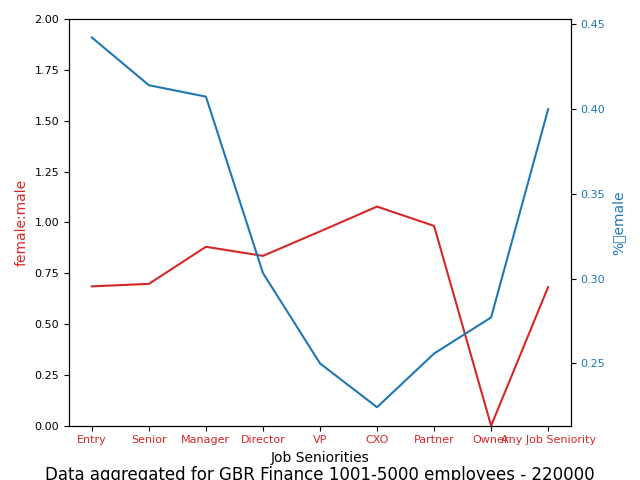 2.00
1.75
1.50
1.25
1.00
0.75
0.50
0.25
0.00
female:male
0.45
0.40
0.35
0.30
0.25
%▯emale
Entry Senior Manager Director VP CXO Partner Owner Any Job Seniority
Job Seniorities
Data aggregated for GBR Finance 1001-5000 employees - 220000